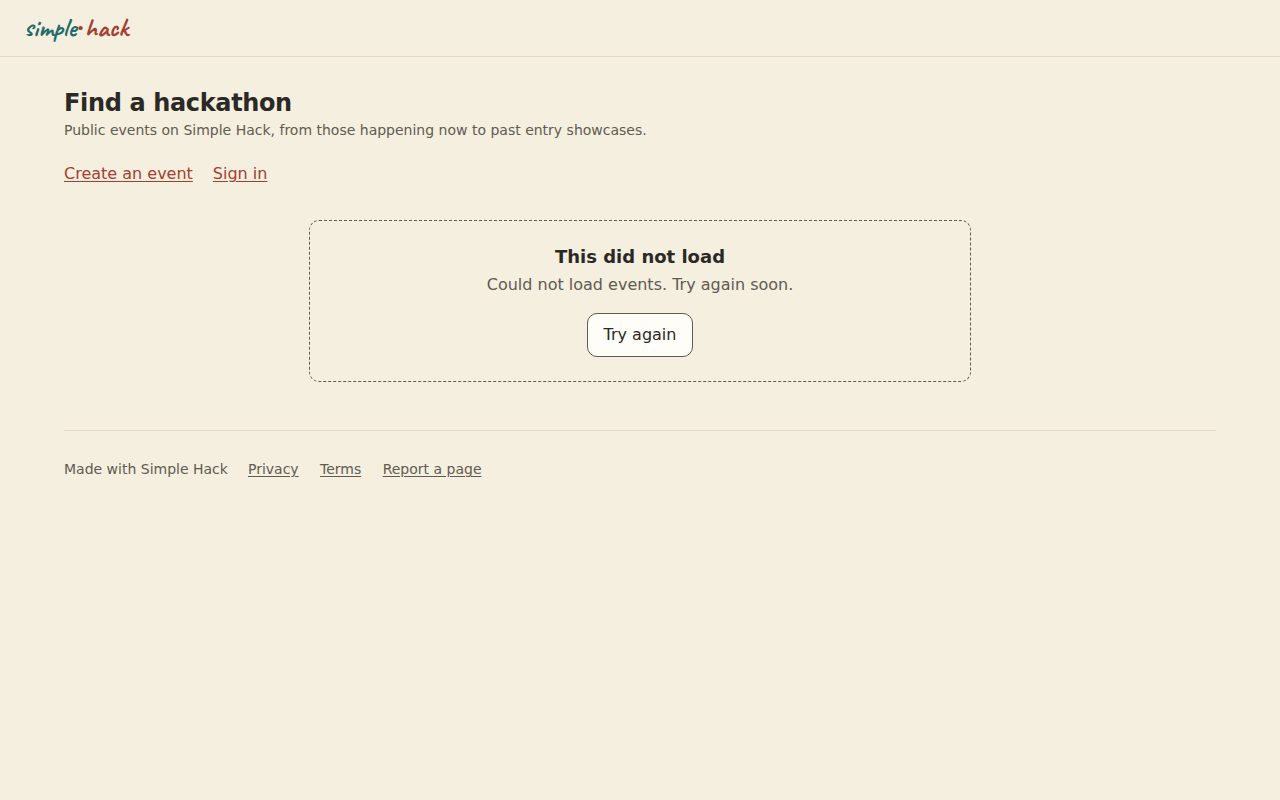 simple·hack
Find a hackathon
Public events on Simple Hack, from those happening now to past entry showcases.
Create an event Sign in
This did not load
Could not load events. Try again soon.
Try again
Made with Simple Hack Privacy Terms Report a page